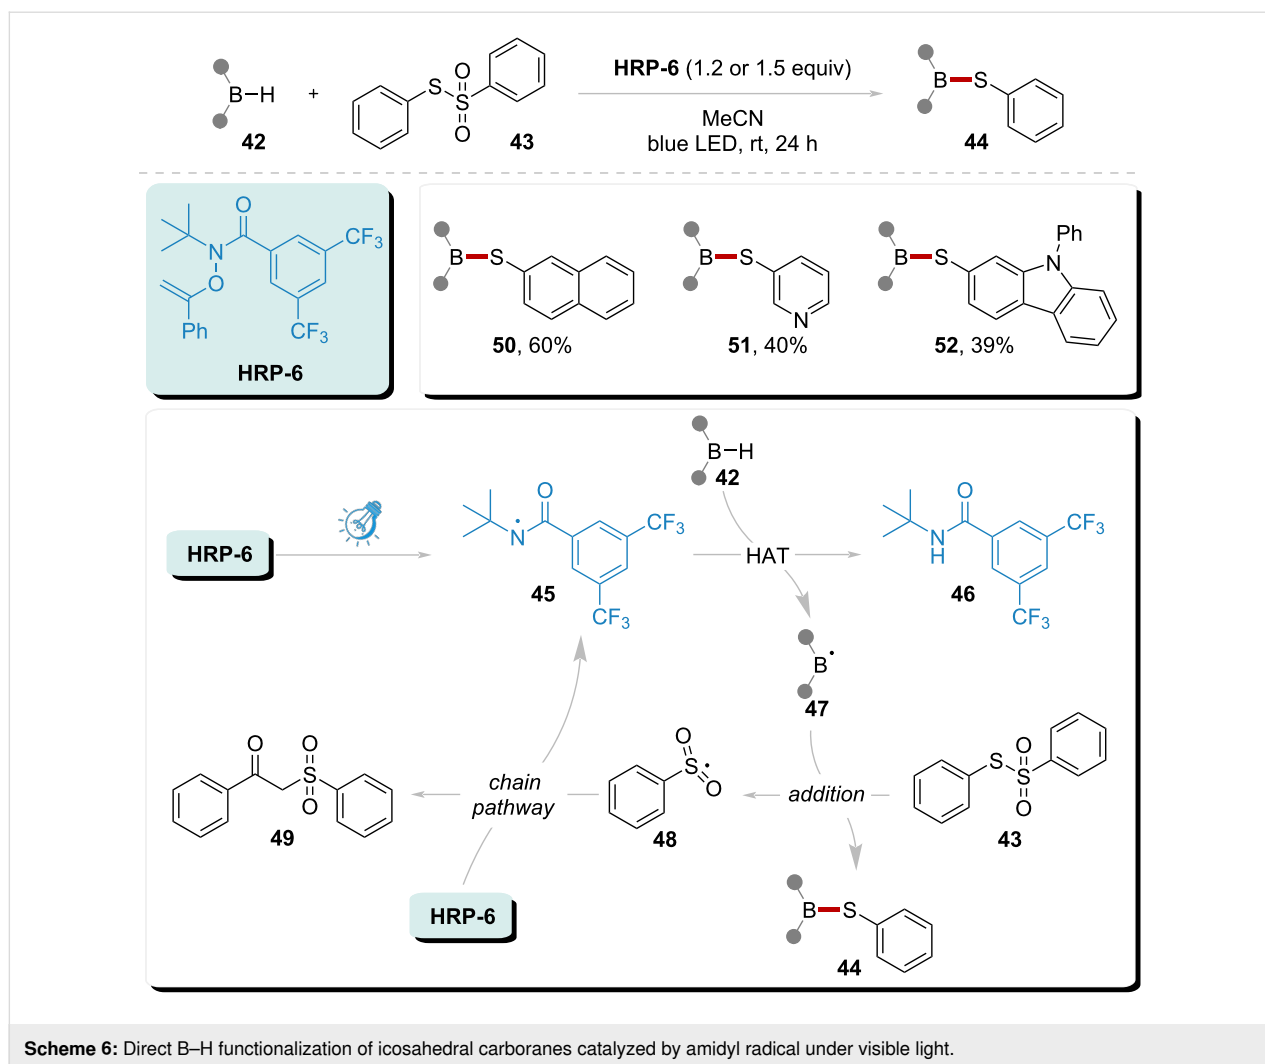 B–H
42
+
S
S
O
O
43
HRP-6 (1.2 or 1.5 equiv)
MeCN
blue LED, rt, 24 h
B
S
44
O
N
O
Ph
CF3
CF3
HRP-6
B
S
50, 60%
B
S
N
51, 40%
B
S
N
Ph
52, 39%
B–H
42
HRP-6
N
O
CF3
CF3
45
HAT
N
H
O
CF3
CF3
46
B
47
O
O
S
O
49
chain
pathway
O
S
O
48
addition
S
O
S
O
43
HRP-6
B
S
44
Scheme 6: Direct B–H functionalization of icosahedral carboranes catalyzed by amidyl radical under visible light.